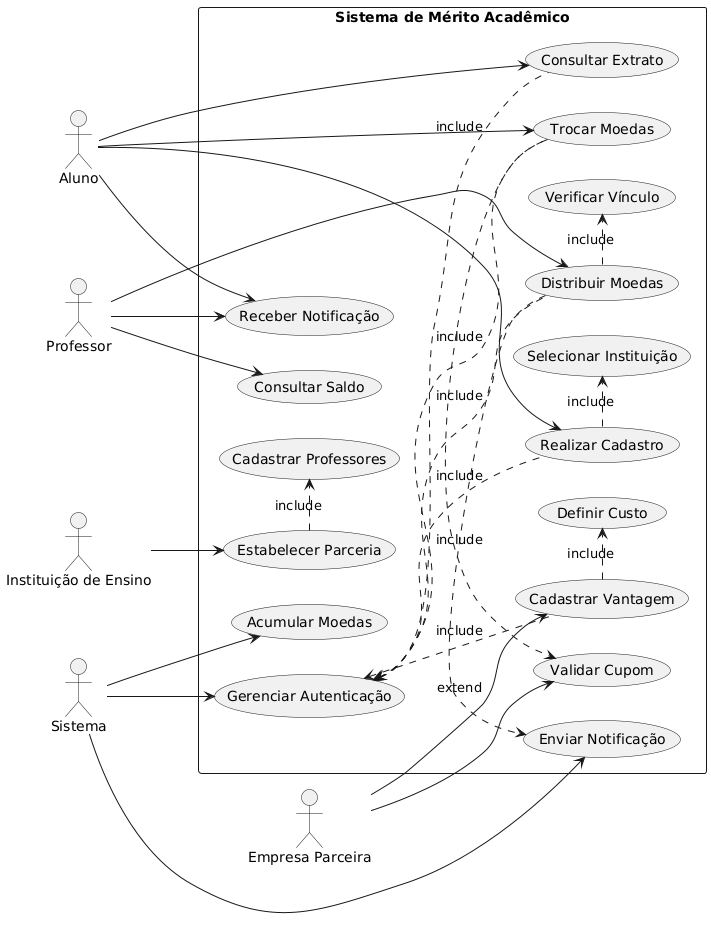 Sistema de Mérito Acadêmico
Consultar Extrato
include
Trocar Moedas
Aluno
Verificar Vínculo
include
Distribuir Moedas
Receber Notificação
include
Professor
Selecionar Instituição
Consultar Saldo
include
include
Realizar Cadastro
Cadastrar Professores
include
include
Definir Custo
include
include
Estabelecer Parceria
Instituição de Ensino
Cadastrar Vantagem
Acumular Moedas
include
Validar Cupom
extend
Gerenciar Autenticação
Sistema
Enviar Notificação
Empresa Parceira